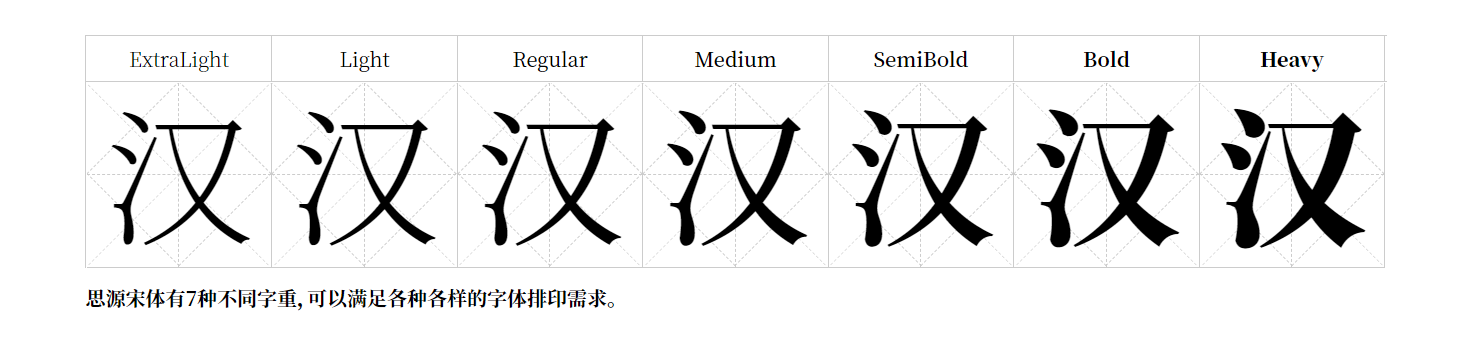 ExtraLight Light Regular Medium SemiBold Bold Heavy
汉 汉 汉 汉 汉 汉 汉
思源宋体有7种不同字重, 可以满足各种各样的字体排印需求。